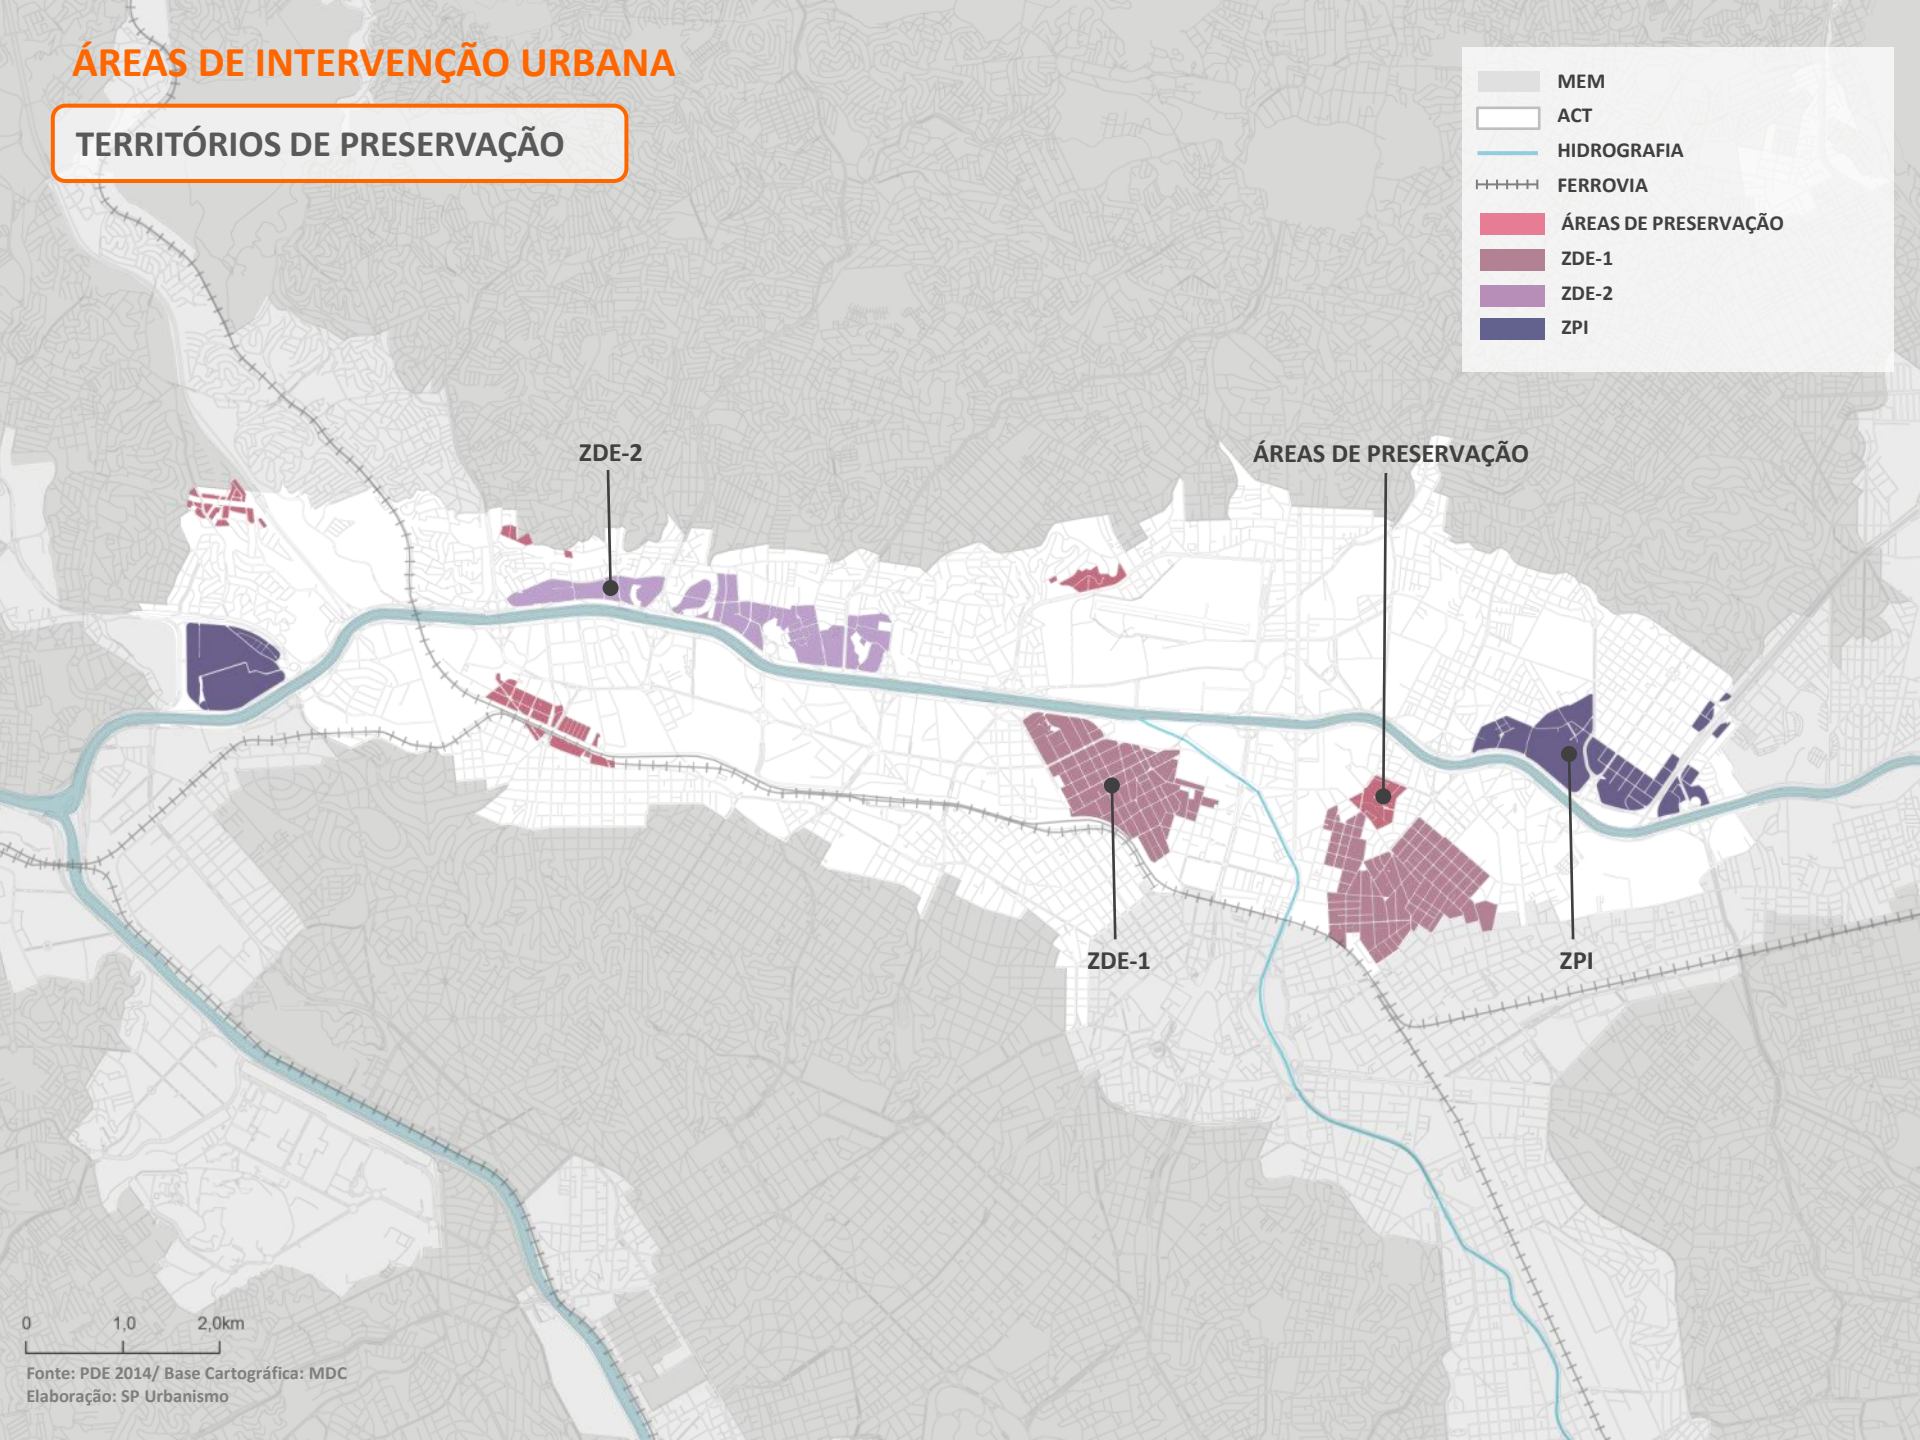 ÁREAS DE INTERVENÇÃO URBANA
TERRITÓRIOS DE PRESERVAÇÃO
MEM
ACT
HIDROGRAFIA
FERROVIA
ÁREAS DE PRESERVAÇÃO
ZDE-1
ZDE-2
ZPI
ZDE-2
ÁREAS DE PRESERVAÇÃO
ZDE-1
ZPI
0 1,0 2,0km
Fonte: PDE 2014/ Base Cartográfica: MDC
Elaboração: SP Urbanismo